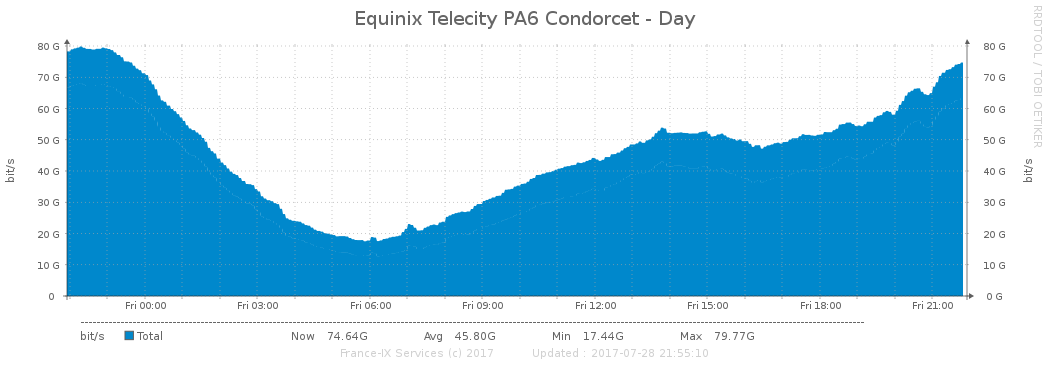 Equinix Telecity PA6 Condorcet - Day
RRDTOOL / TOBI OETIKER
80 G 80 G
70 G 70 G
60 G 60 G
50 G 50 G
40 G 40 G
30 G 30 G
20 G 20 G
10 G 10 G
0 0 G
bit/s
bit/s
Fri 00:00 Fri 03:00 Fri 06:00 Fri 09:00 Fri 12:00 Fri 15:00 Fri 18:00 Fri 21:00
bit/s Total Now 74.64G Avg 45.80G Min 17.44G Max 79.77G
France-IX Services (c) 2017 Updated : 2017-07-28 21:55:10